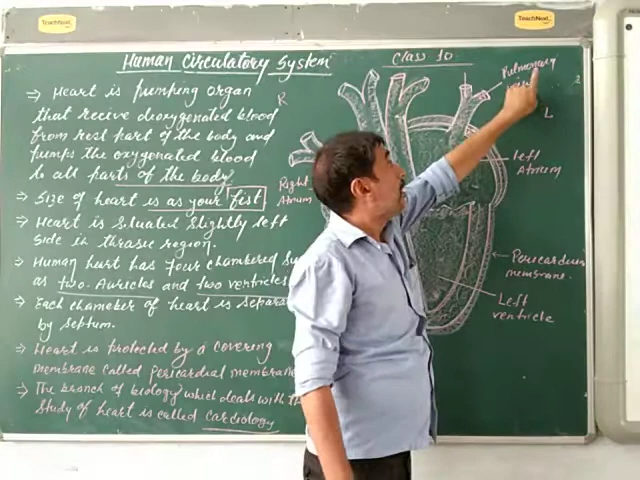 TeachNext
TeachNext
Human Circulatory System
Class 10
→ Heart is pumping organ
that receive deoxygenated blood
from rest part of the body and
pumps the oxygenated blood
to all parts of the body.
→ Size of heart is as your fist
→ Heart is situated slightly left
side in thrasic region.
→ Human heart has four chambered
as two Auricles and two ventricles
→ Each chamber of heart is
by septum.
→ Heart is protected by a covering
membrane called pericardial membrane
→ The branch of biology which deals with
study of heart is called cardiology
R
L
Pulmonary
Right
Atrium
left
Atrium
Pericardium
membrane.
Left
ventricle